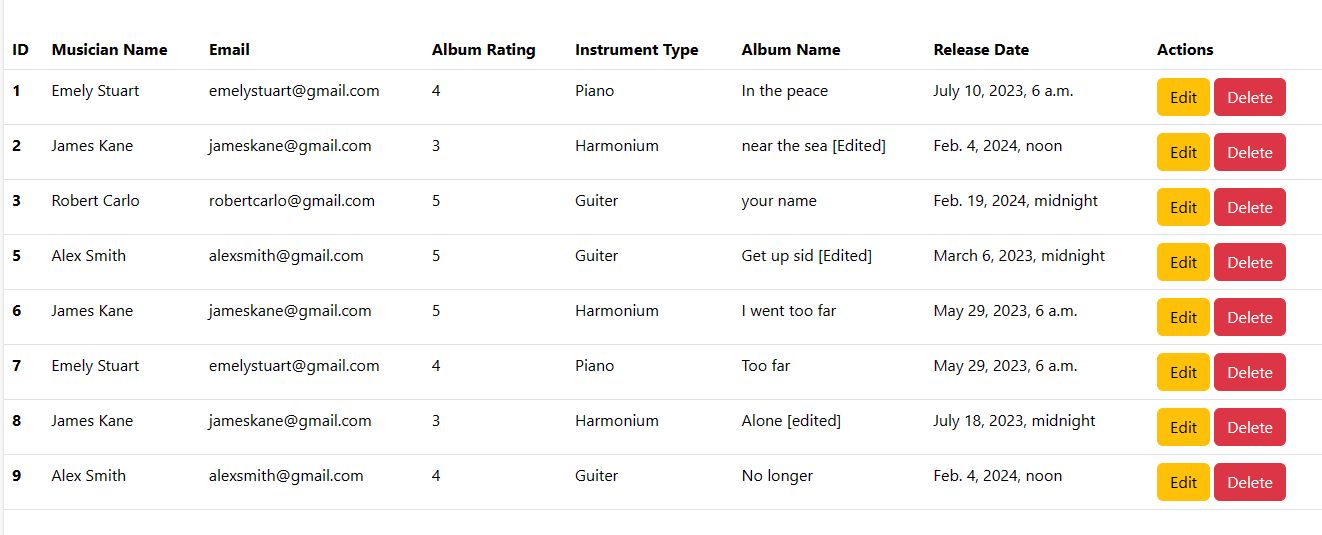 ID Musician Name Email Album Rating Instrument Type Album Name Release Date Actions
1 Emely Stuart emelystuart@gmail.com 4 Piano In the peace July 10, 2023, 6 a.m. Edit Delete
2 James Kane jameskane@gmail.com 3 Harmonium near the sea [Edited] Feb. 4, 2024, noon Edit Delete
3 Robert Carlo robertcarlo@gmail.com 5 Guiter your name Feb. 19, 2024, midnight Edit Delete
5 Alex Smith alexsmith@gmail.com 5 Guiter Get up sid [Edited] March 6, 2023, midnight Edit Delete
6 James Kane jameskane@gmail.com 5 Harmonium I went too far May 29, 2023, 6 a.m. Edit Delete
7 Emely Stuart emelystuart@gmail.com 4 Piano Too far May 29, 2023, 6 a.m. Edit Delete
8 James Kane jameskane@gmail.com 3 Harmonium Alone [edited] July 18, 2023, midnight Edit Delete
9 Alex Smith alexsmith@gmail.com 4 Guiter No longer Feb. 4, 2024, noon Edit Delete